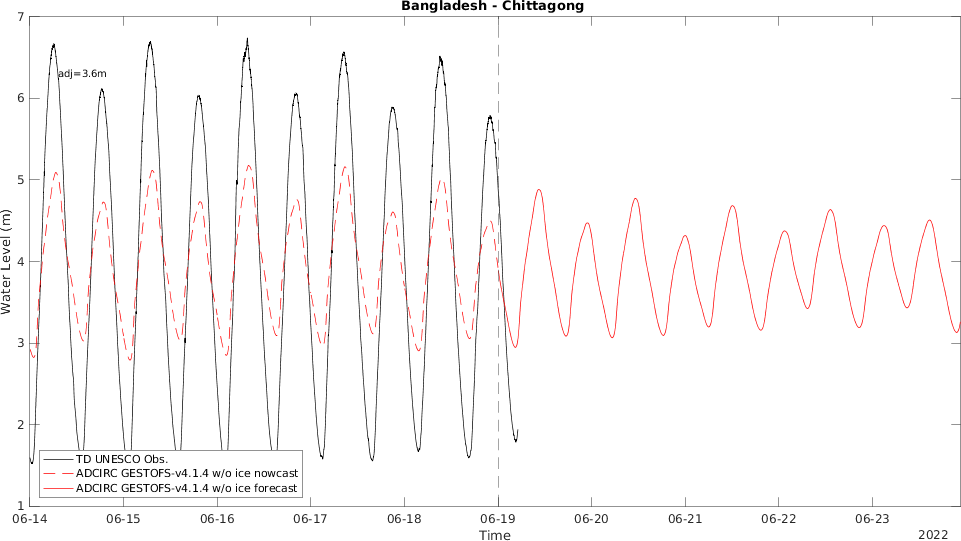 Bangladesh - Chittagong
7
adj=3.6m
6
5
4
3
2
1
Water Level (m)
TD UNESCO Obs.
ADCIRC GESTOFS-v4.1.4 w/o ice nowcast
ADCIRC GESTOFS-v4.1.4 w/o ice forecast
06-14 06-15 06-16 06-17 06-18 06-19 06-20 06-21 06-22 06-23
Time
2022